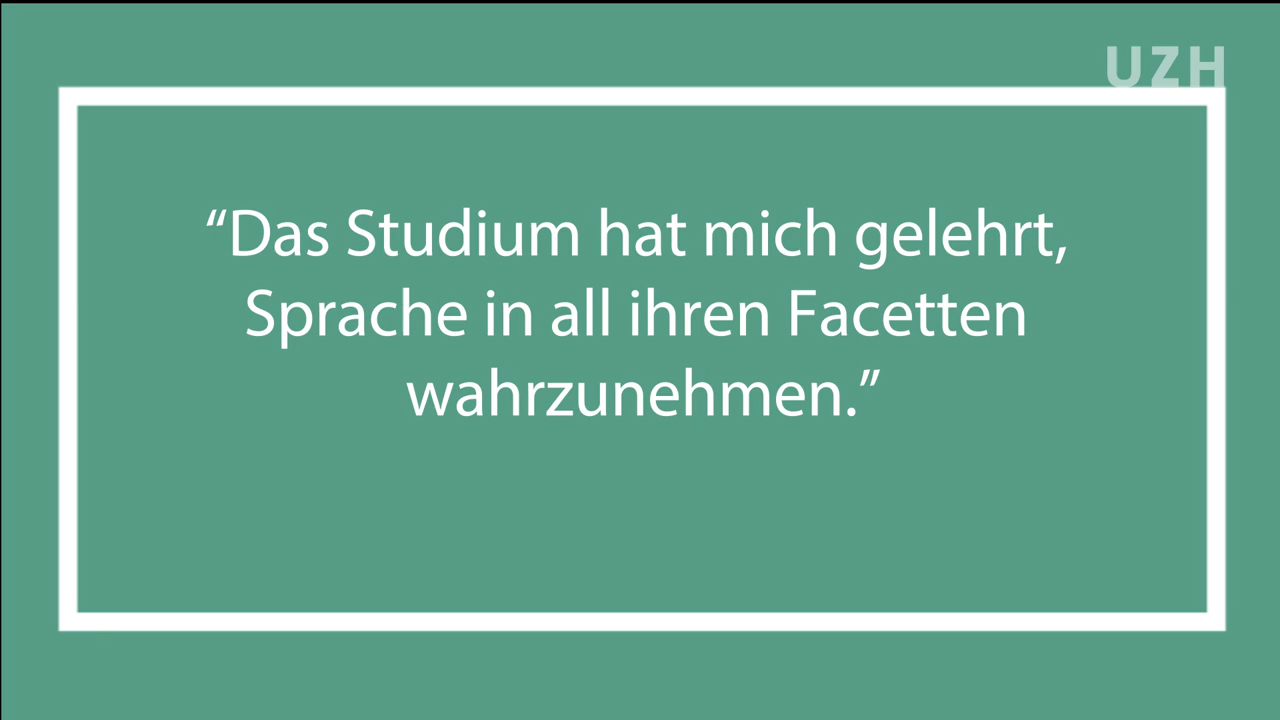 UZH
“Das Studium hat mich gelehrt,
Sprache in all ihren Facetten
wahrzunehmen.”